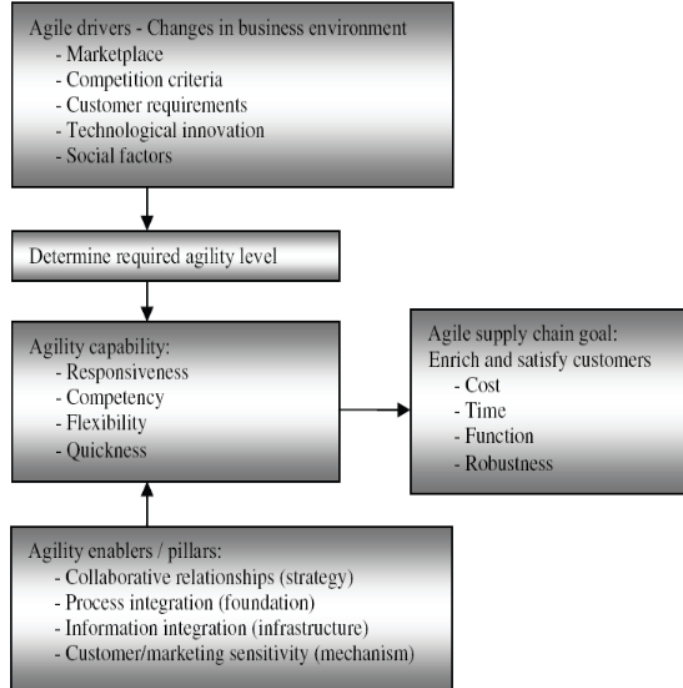 Agile drivers - Changes in business environment
- Marketplace
- Competition criteria
- Customer requirements
- Technological innovation
- Social factors
Determine required agility level
Agility capability:
- Responsiveness
- Competency
- Flexibility
- Quickness
Agile supply chain goal:
Enrich and satisfy customers
- Cost
- Time
- Function
- Robustness
Agility enablers / pillars:
- Collaborative relationships (strategy)
- Process integration (foundation)
- Information integration (infrastructure)
- Customer/marketing sensitivity (mechanism)